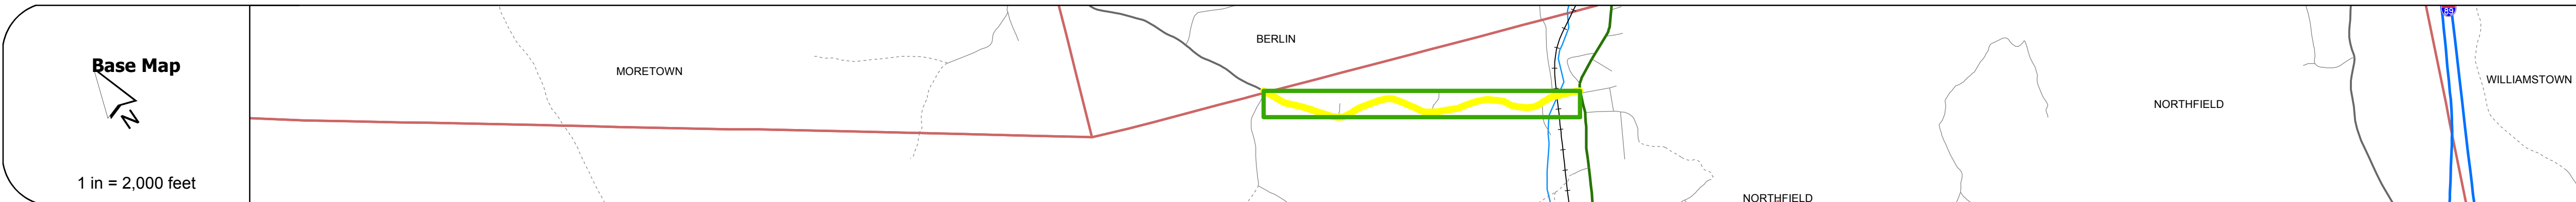 Base Map
N
1 in = 2,000 feet
MORETOWN
BERLIN
NORTHFIELD
NORTHFIELD
89
WILLIAMSTOWN